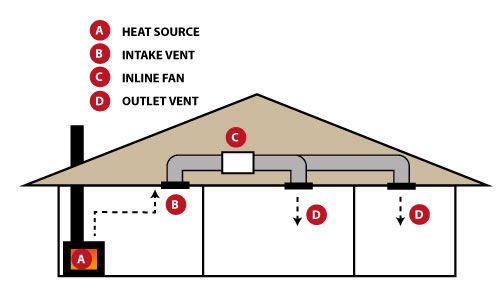 A HEAT SOURCE
B INTAKE VENT
C INLINE FAN
D OUTLET VENT
C
B
D
D
A